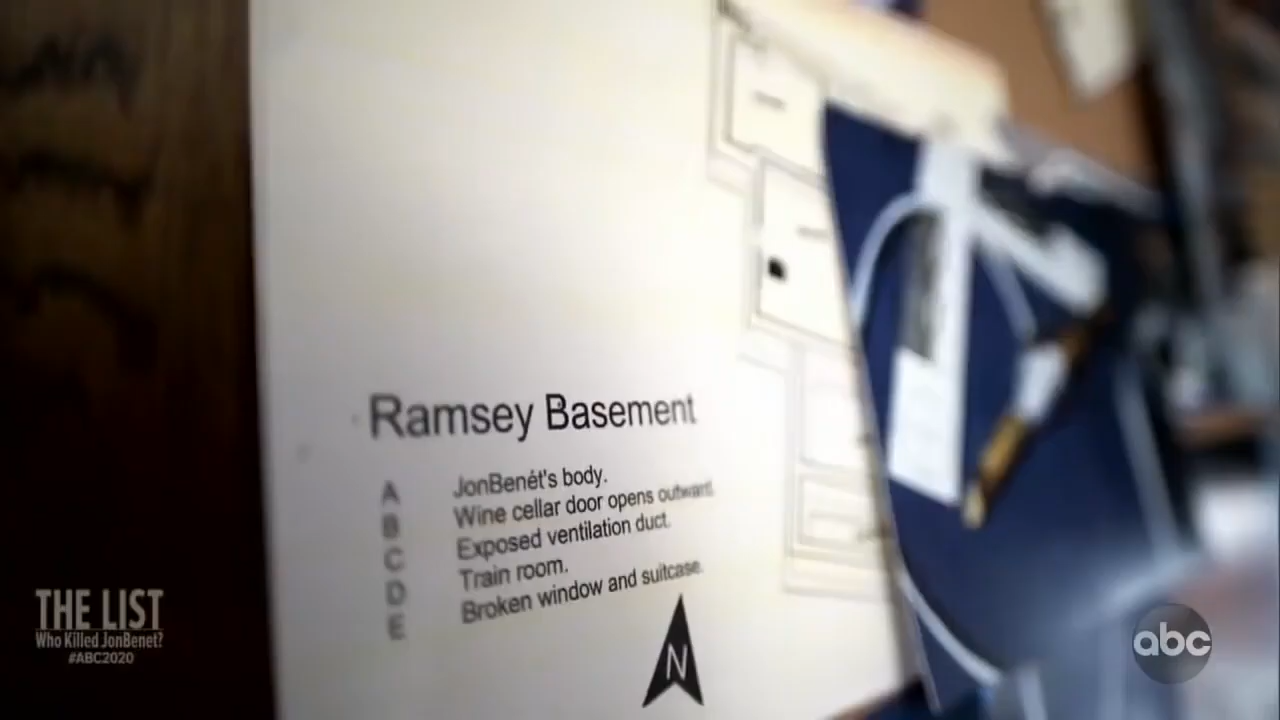 Ramsey Basement
A JonBenét's body.
B Wine cellar door opens outward.
C Exposed ventilation duct.
D Train room.
E Broken window and suitcase.
N
THE LIST
Who Killed JonBenet?
#ABC2020
abc